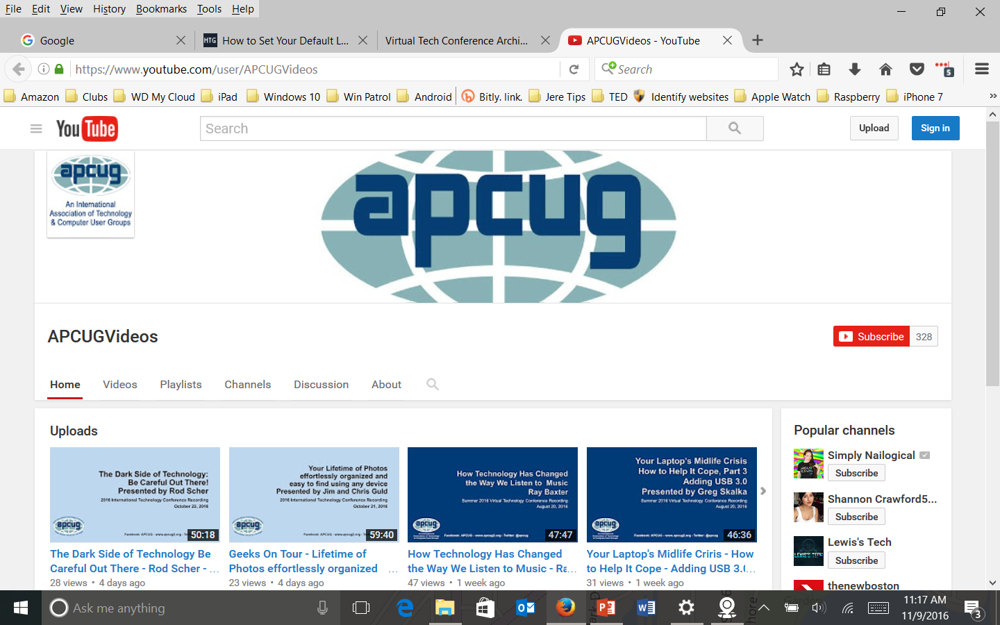 File Edit View History Bookmarks Tools Help
Google
How to Set Your Default L...
Virtual Tech Conference Archi...
APCUGVideos - YouTube
https://www.youtube.com/user/APCUGVideos
Search
5
Amazon Clubs WD My Cloud iPad Windows 10 Win Patrol Android Bitly. link. Jere Tips TED Identify websites Apple Watch Raspberry iPhone 7
YouTube
Search
Upload
Sign in
apcug
An International
Association of Technology
& Computer User Groups
apcug
APCUGVideos
Subscribe 328
Home Videos Playlists Channels Discussion About
Uploads
The Dark Side of Technology:
Be Careful Out There!
Presented by Rod Scher
2016 International Technology Conference Recording
October 22, 2016
apcug
50:18
The Dark Side of Technology Be
Careful Out There - Rod Scher - ...
28 views • 4 days ago
Your Lifetime of Photos
effortlessly organized and
easy to find using any device
Presented by Jim and Chris Guld
2016 International Technology Conference Recording
October 21, 2016
apcug
59:40
Geeks On Tour - Lifetime of
Photos effortlessly organized ...
23 views • 4 days ago
How Technology Has Changed
the Way We Listen to Music
Ray Baxter
Summer 2016 Virtual Technology Conference Recording
August 20, 2016
apcug
47:47
How Technology Has Changed
the Way We Listen to Music - Ra...
47 views • 1 week ago
Your Laptop's Midlife Crisis
How to Help It Cope, Part 3
Adding USB 3.0
Presented by Greg Skalka
Summer 2016 Virtual Technology Conference Recording
August 20, 2016
apcug
46:36
Your Laptop's Midlife Criris - How
to Help It Cope - Adding USB 3.(...
31 views • 1 week ago
Popular channels
Simply Nailogical
Subscribe
Shannon Crawford5...
Subscribe
Lewis's Tech
LEWIS'S TECH
Subscribe
thenewboston
Ask me anything
11:17 AM
11/9/2016
3